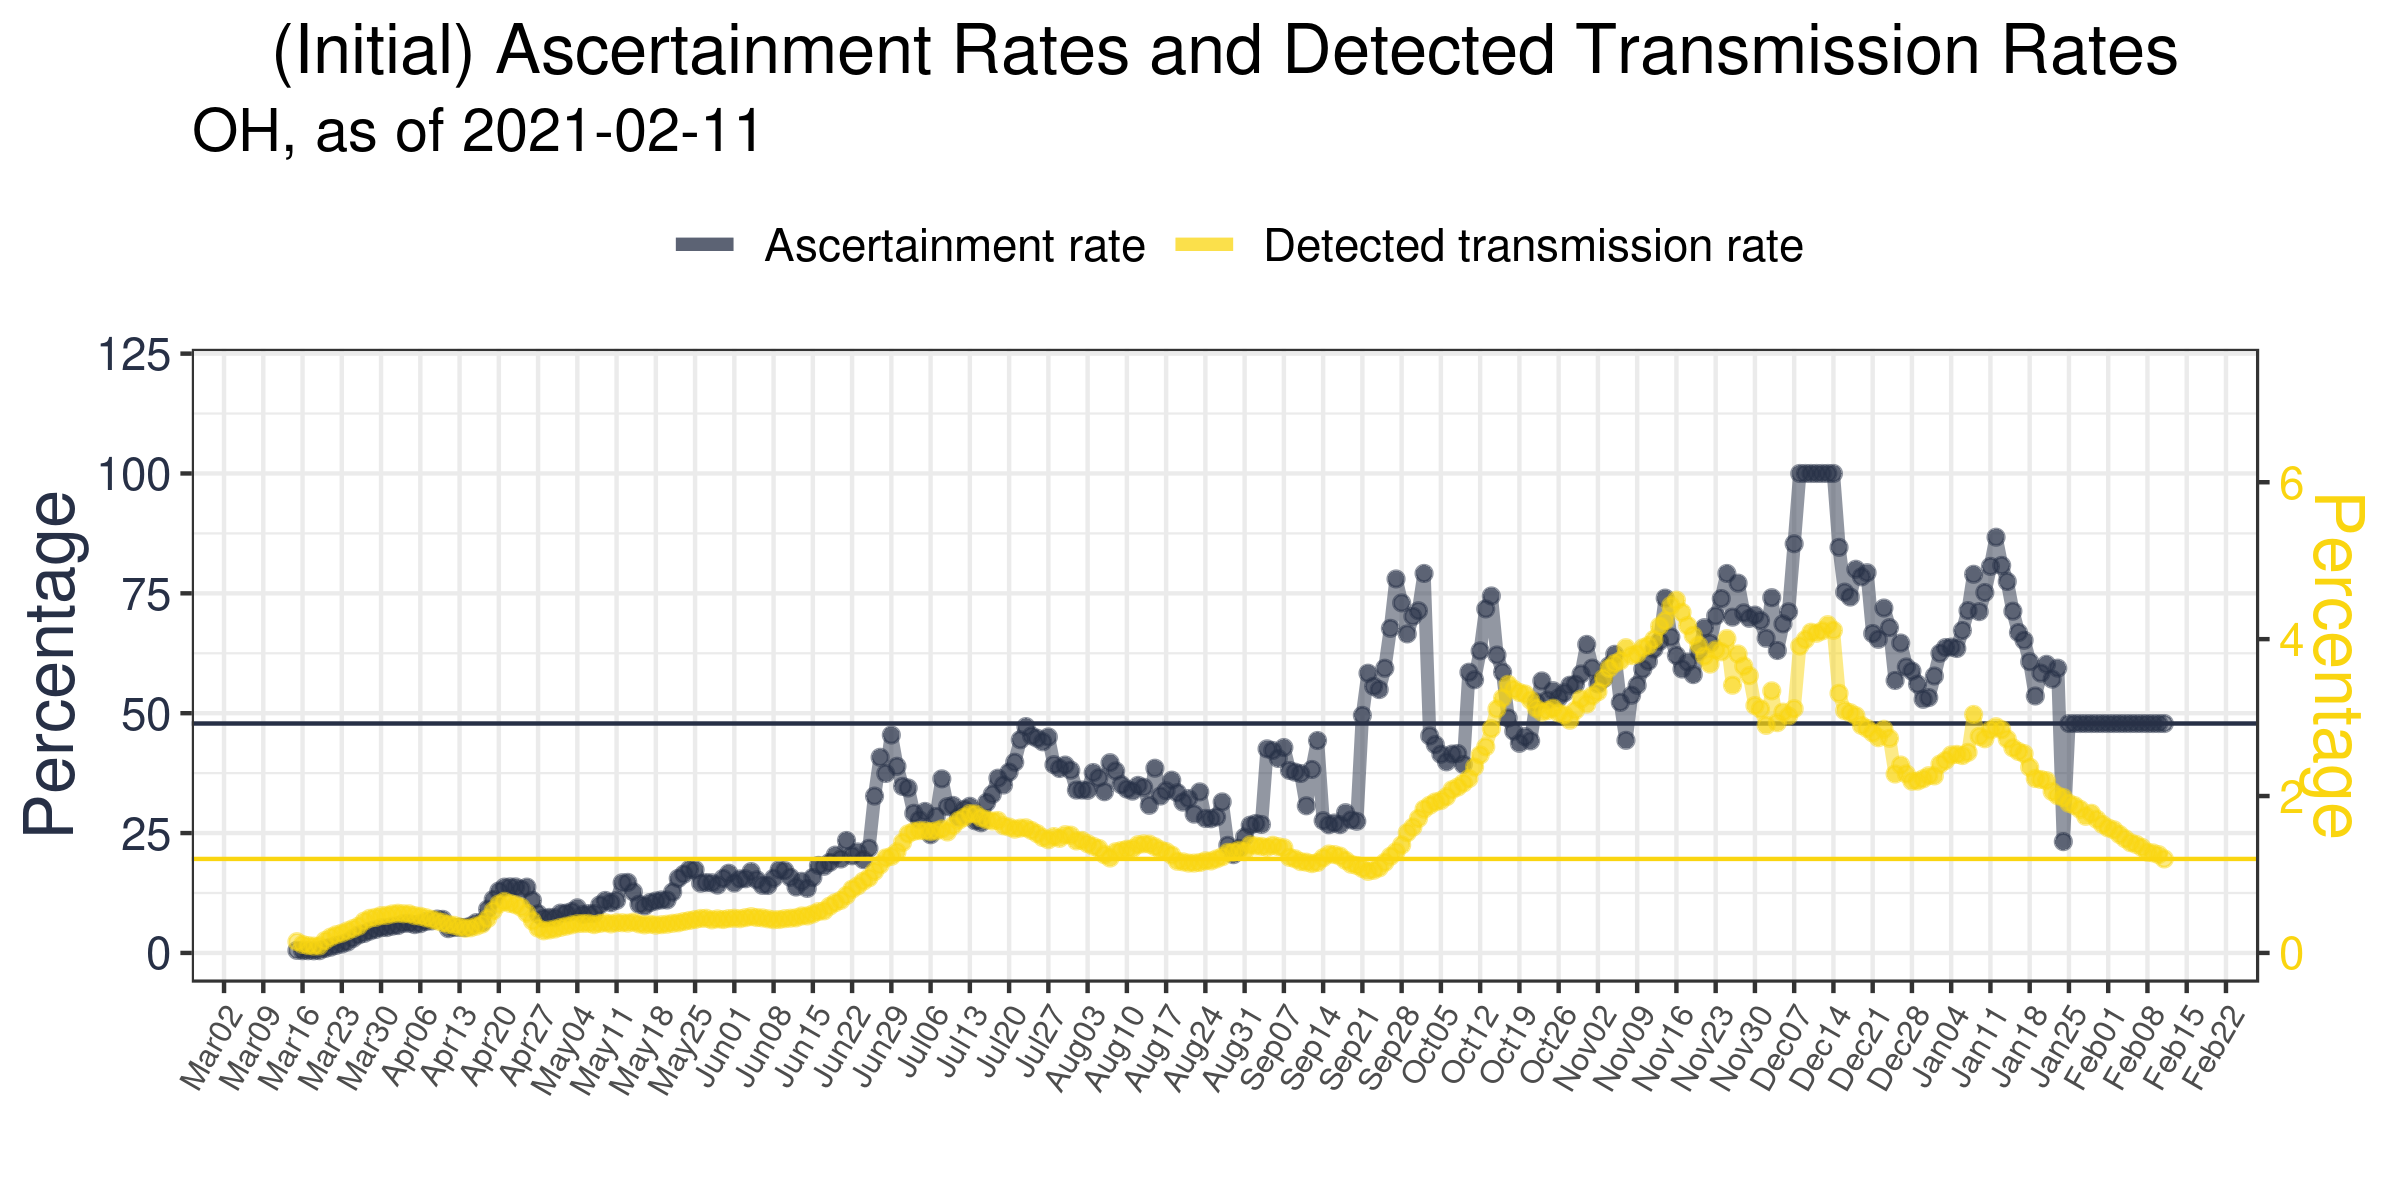 (Initial) Ascertainment Rates and Detected Transmission Rates
OH, as of 2021-02-11
Ascertainment rate
Detected transmission rate
Percentage
125
100
75
50
25
0
6
4
2
0
Percentage
Mar02
Mar09
Mar16
Mar23
Mar30
Apr06
Apr13
Apr20
Apr27
May04
May11
May18
May25
Jun01
Jun08
Jun15
Jun22
Jun29
Jul06
Jul13
Jul20
Jul27
Aug03
Aug10
Aug17
Aug24
Aug31
Sep07
Sep14
Sep21
Sep28
Oct05
Oct12
Oct19
Oct26
Nov02
Nov09
Nov16
Nov23
Nov30
Dec07
Dec14
Dec21
Dec28
Jan04
Jan11
Jan18
Jan25
Feb01
Feb08
Feb15
Feb22